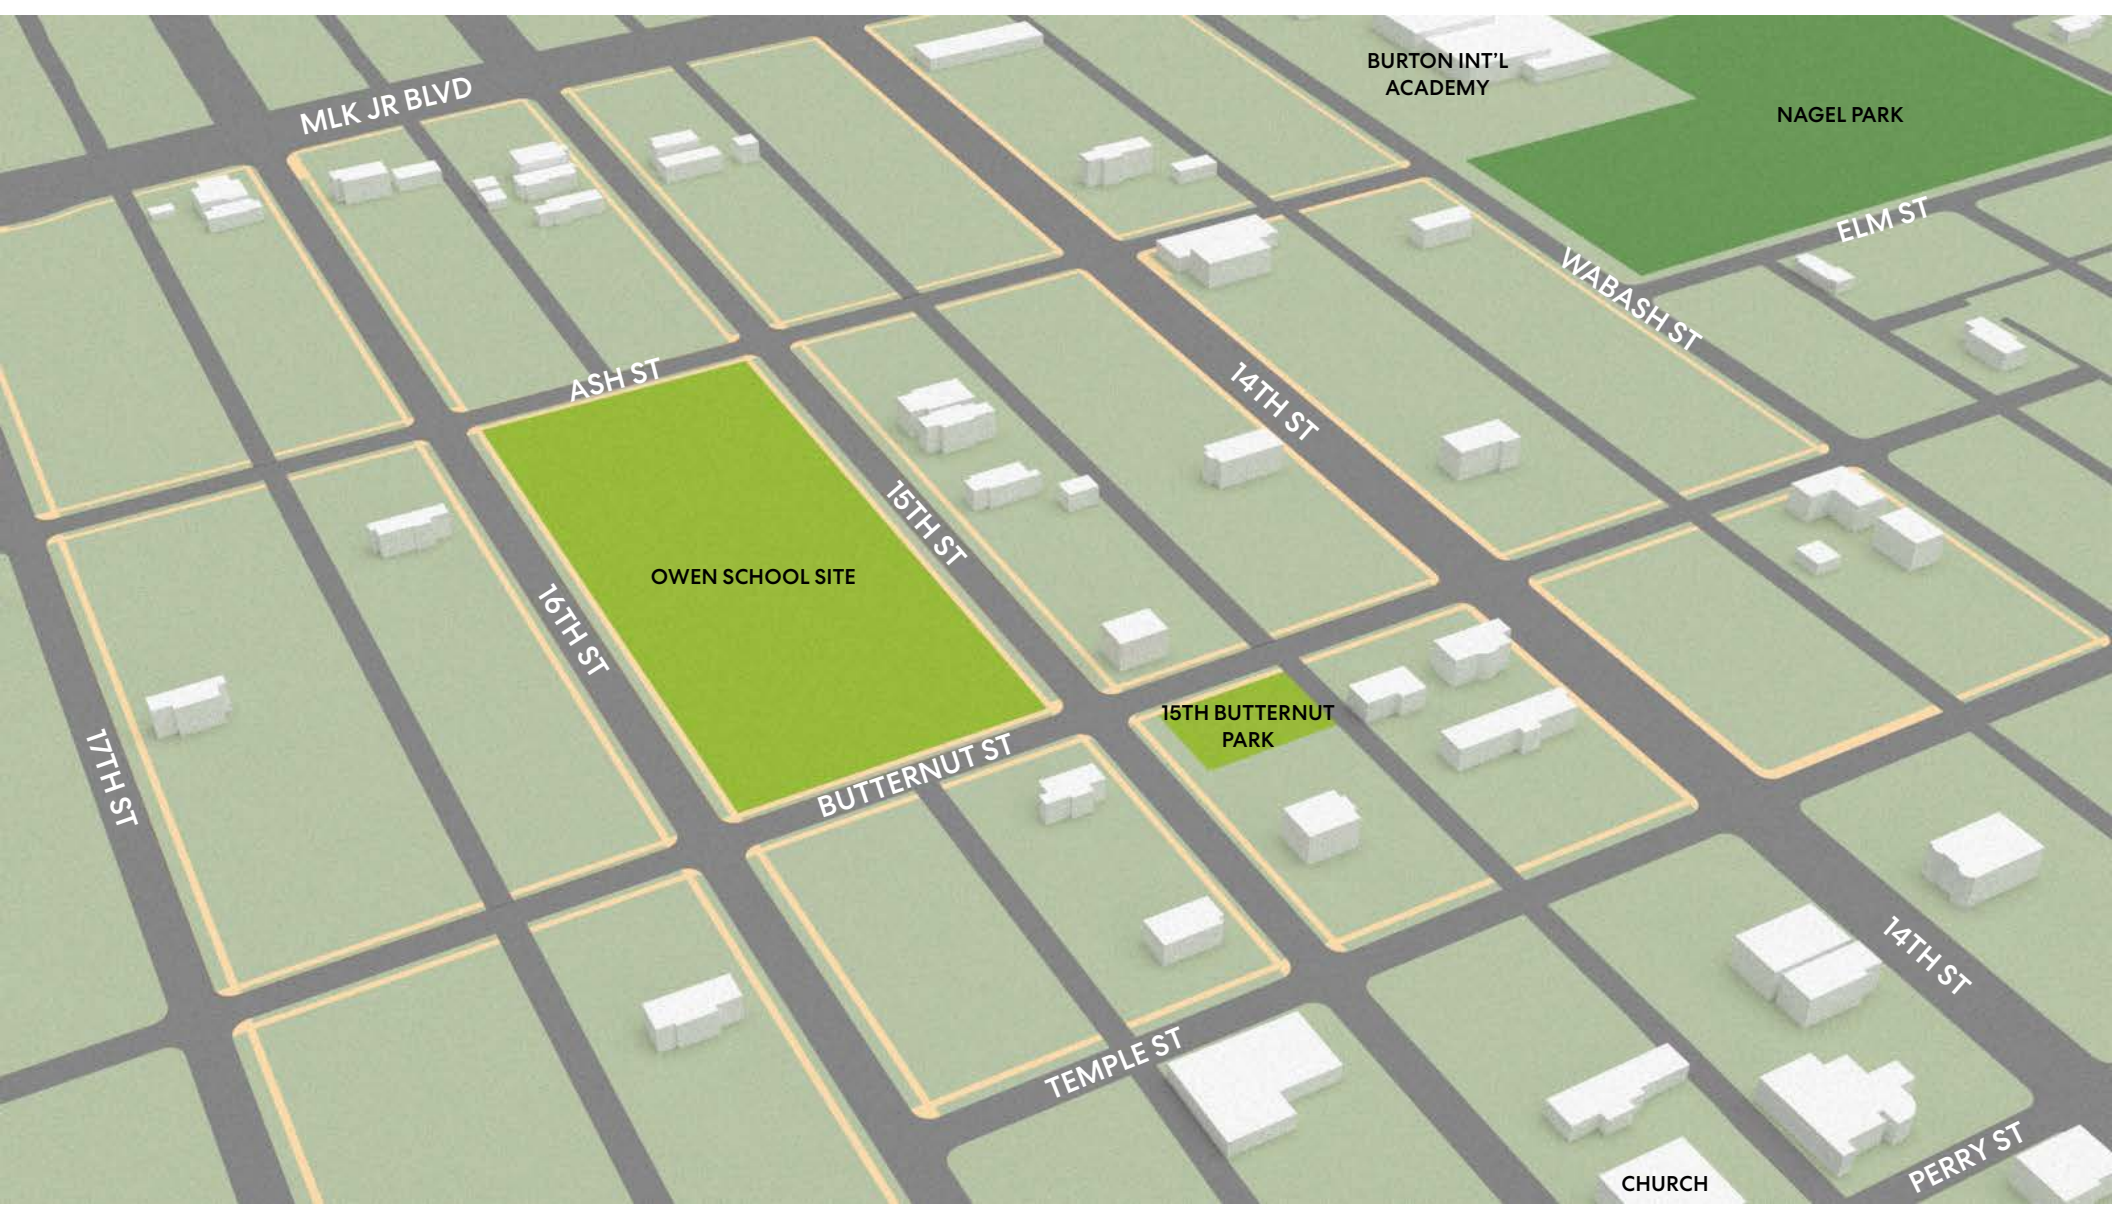 BURTON INT'L
ACADEMY
MLK JR BLVD
NAGEL PARK
ELM ST
WABASH ST
ASH ST
14TH ST
15TH ST
OWEN SCHOOL SITE
16TH ST
15TH BUTTERNUT
PARK
17TH ST
BUTTERNUT ST
14TH ST
TEMPLE ST
PERRY ST
CHURCH